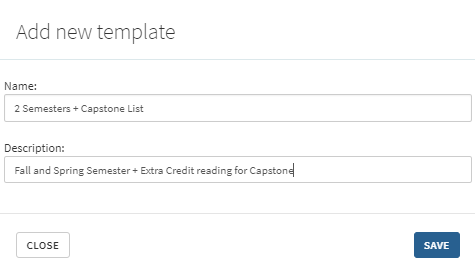 Add new template
Name:
2 Semesters + Capstone List
Description:
Fall and Spring Semester + Extra Credit reading for Capstone
CLOSE
SAVE